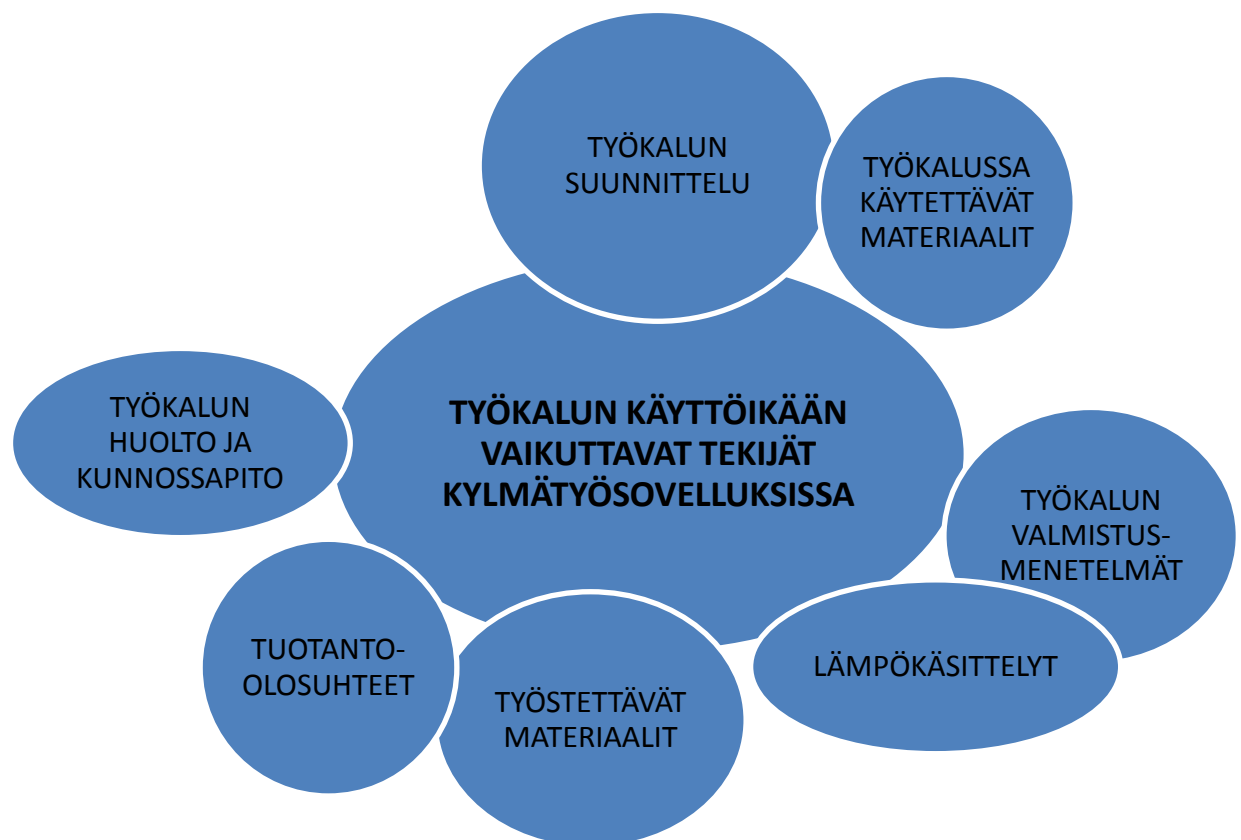 TYÖKALUN
SUUNNITTELU
TYÖKALUSSA
KÄYTETTÄVÄT
MATERIAALIT
TYÖKALUN KÄYTTÖIKÄÄN
VAIKUTTAVAT TEKIJÄT
KYLMÄTYÖSOVELLUKSISSA
TYÖKALUN
HUOLTO JA
KUNNOSSAPITO
TYÖKALUN
VALMISTUS-
MENETELMÄT
LÄMPÖKÄSITTELYT
TUOTANTO-
OLOSUHTEET
TYÖSTETTÄVÄT
MATERIAALIT